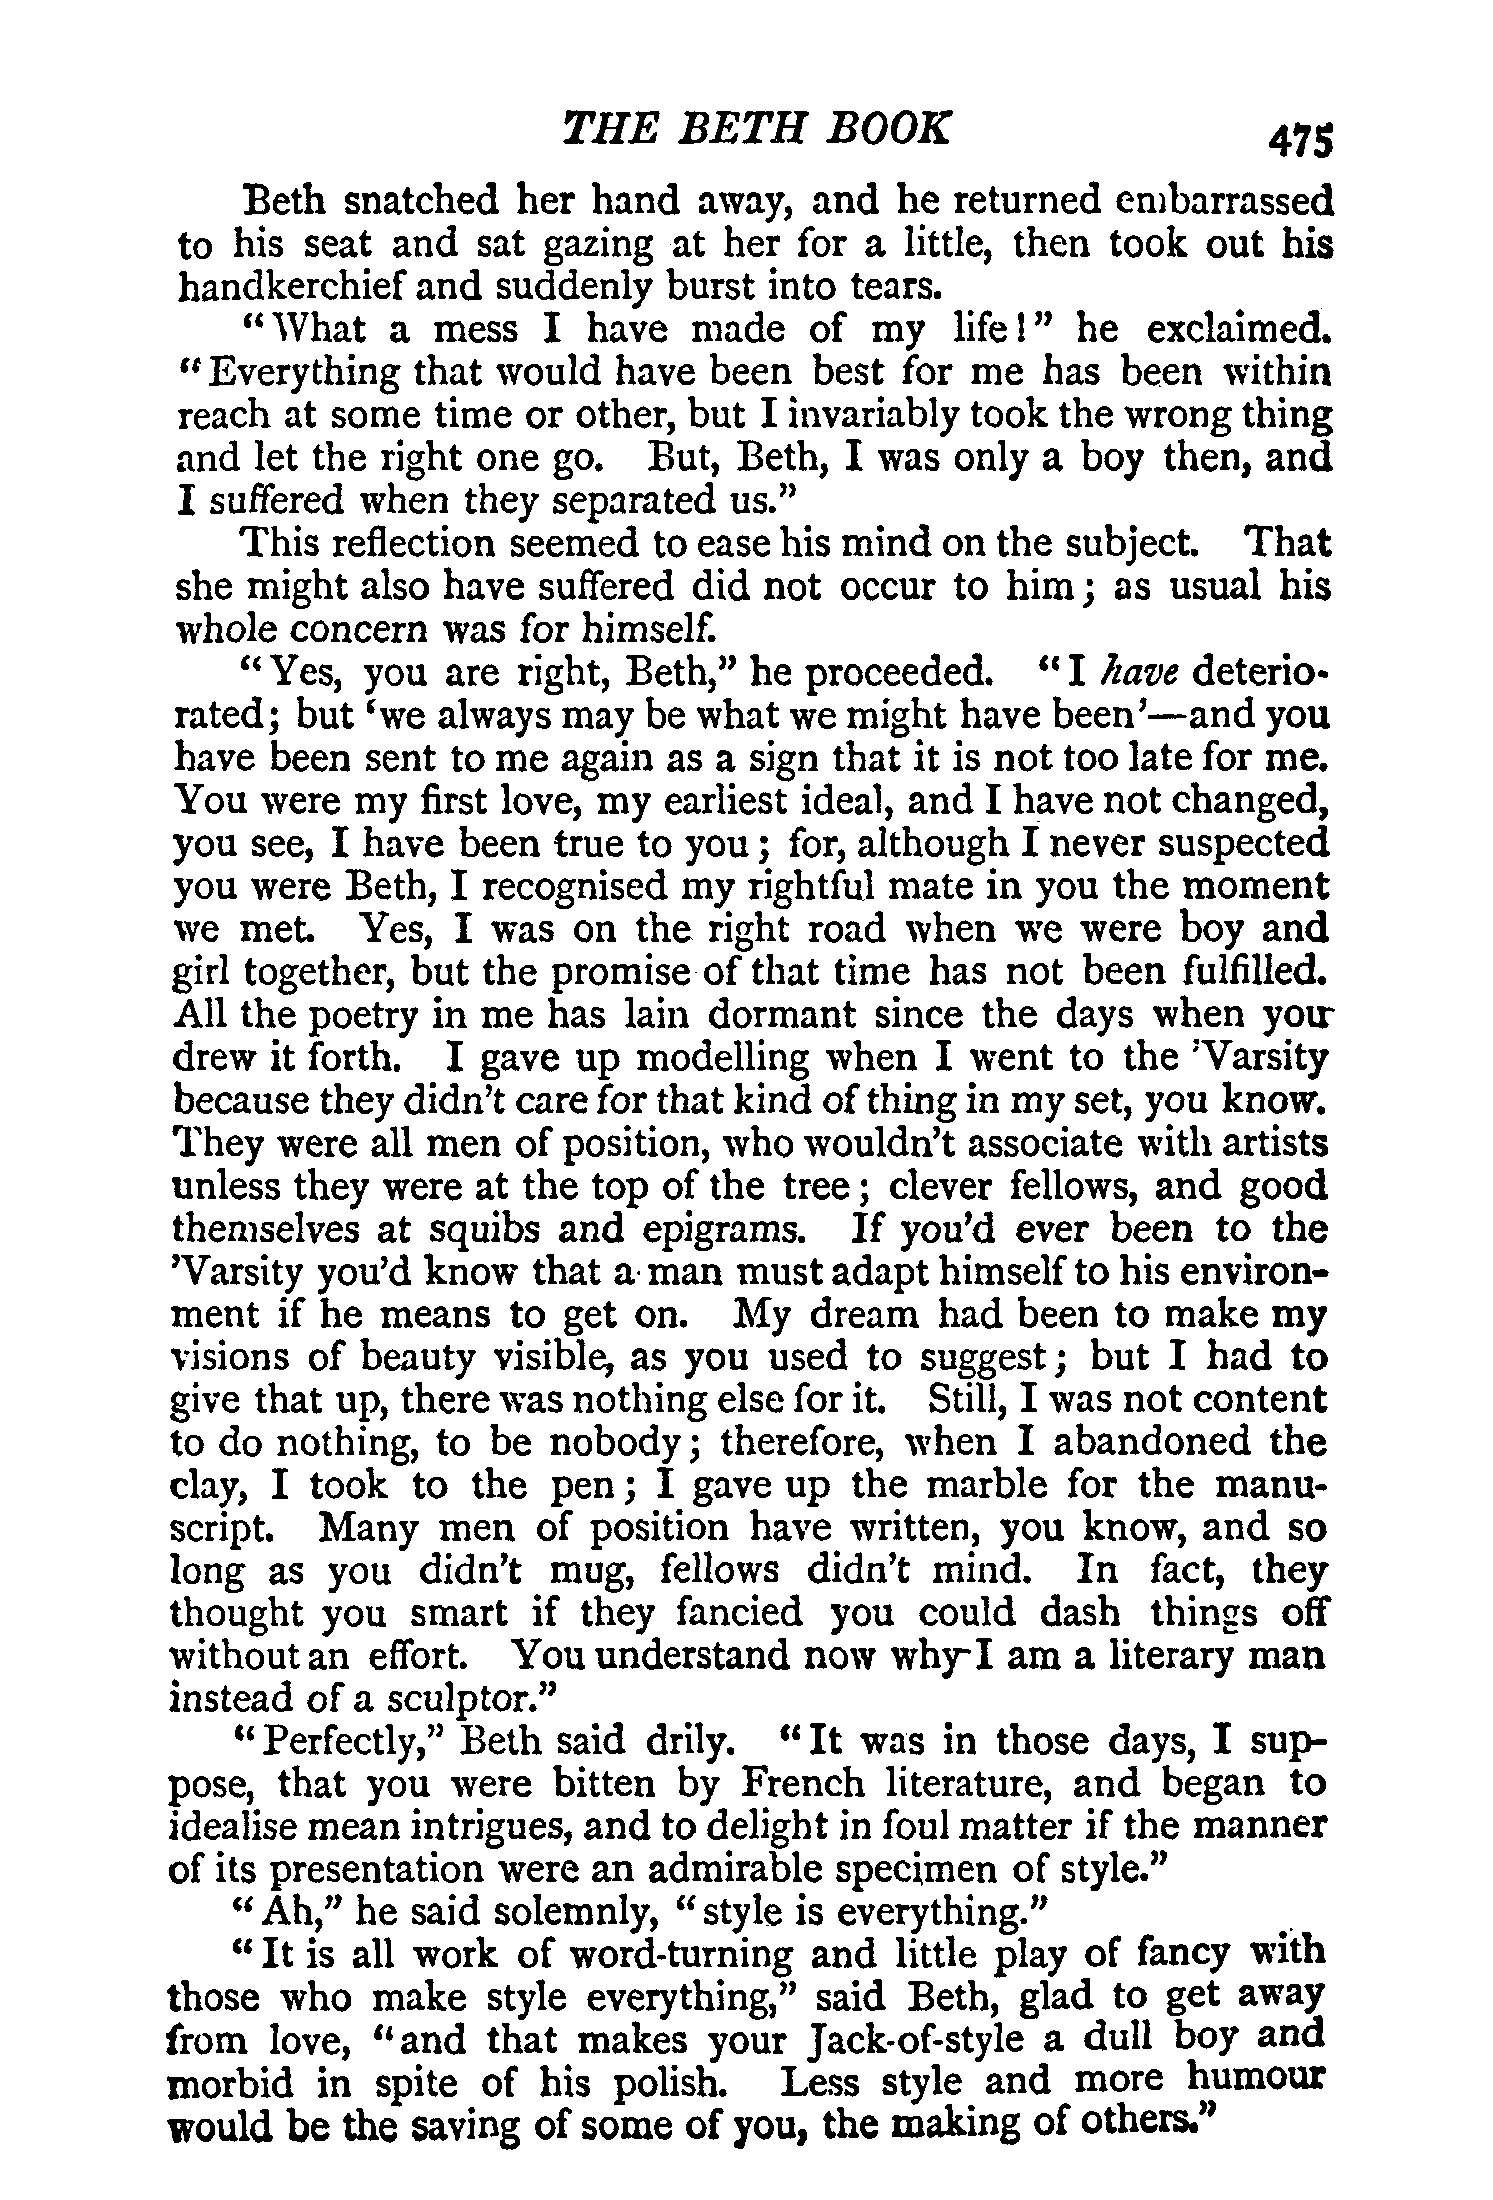 THE BETH BOOK 475
Beth snatched her hand away, and he returned embarrassed
to his seat and sat gazing at her for a little, then took out his
handkerchief and suddenly burst into tears.
"What a mess I have made of my life!" he exclaimed.
"Everything that would have been best for me has been within
reach at some time or other, but I invariably took the wrong thing
and let the right one go. But, Beth, I was only a boy then, and
I suffered when they separated us."
This reflection seemed to ease his mind on the subject. That
she might also have suffered did not occur to him; as usual his
whole concern was for himself.
"Yes, you are right, Beth," he proceeded. "I have deterio-
rated; but 'we always may be what we might have been'—and you
have been sent to me again as a sign that it is not too late for me.
You were my first love, my earliest ideal, and I have not changed,
you see, I have been true to you; for, although I never suspected
you were Beth, I recognised my rightful mate in you the moment
we met. Yes, I was on the right road when we were boy and
girl together, but the promise of that time has not been fulfilled.
All the poetry in me has lain dormant since the days when your
drew it forth. I gave up modelling when I went to the 'Varsity
because they didn't care for that kind of thing in my set, you know.
They were all men of position, who wouldn't associate with artists
unless they were at the top of the tree; clever fellows, and good
themselves at squibs and epigrams. If you'd ever been to the
'Varsity you'd know that a man must adapt himself to his environ-
ment if he means to get on. My dream had been to make my
visions of beauty visible, as you used to suggest; but I had to
give that up, there was nothing else for it. Still, I was not content
to do nothing, to be nobody; therefore, when I abandoned the
clay, I took to the pen; I gave up the marble for the manu-
script. Many men of position have written, you know, and so
long as you didn't mug, fellows didn't mind. In fact, they
thought you smart if they fancied you could dash things off
without an effort. You understand now why I am a literary man
instead of a sculptor."
"Perfectly," Beth said drily. "It was in those days, I sup-
pose, that you were bitten by French literature, and began to
idealise mean intrigues, and to delight in foul matter if the manner
of its presentation were an admirable specimen of style."
"Ah," he said solemnly, "style is everything."
"It is all work of word-turning and little play of fancy with
those who make style everything," said Beth, glad to get away
from love, "and that makes your Jack-of-style a dull boy and
morbid in spite of his polish. Less style and more humour
would be the saving of some of you, the making of others."